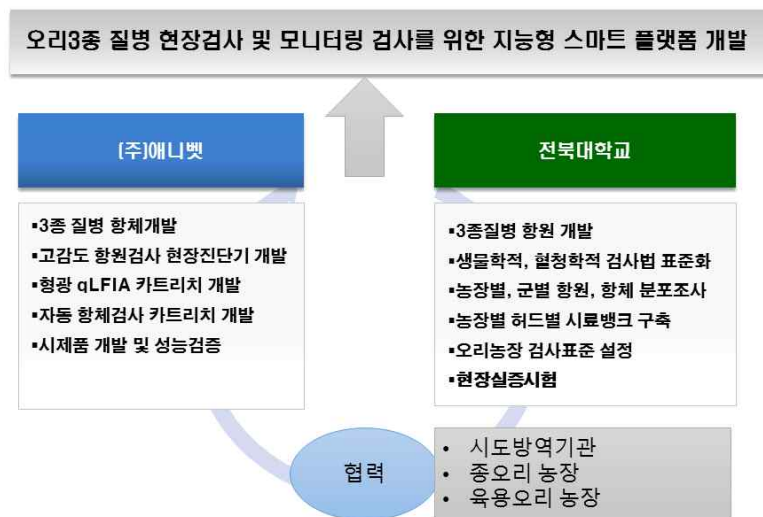 오리3종 질병 현장검사 및 모니터링 검사를 위한 지능형 스마트 플랫폼 개발
(주)애니벳
▪3종 질병 항체개발
▪고감도 항원검사 현장진단기 개발
▪형광 qLFIA 카트리치 개발
▪자동 항체검사 카트리치 개발
▪시제품 개발 및 성능검증
전북대학교
▪3종질병 항원 개발
▪생물학적, 혈청학적 검사법 표준화
▪농장별, 군별 항원, 항체 분포조사
▪농장별 허드별 시료뱅크 구축
▪오리농장 검사표준 설정
▪현장실증시험
협력
• 시도방역기관
• 종오리 농장
• 육용오리 농장